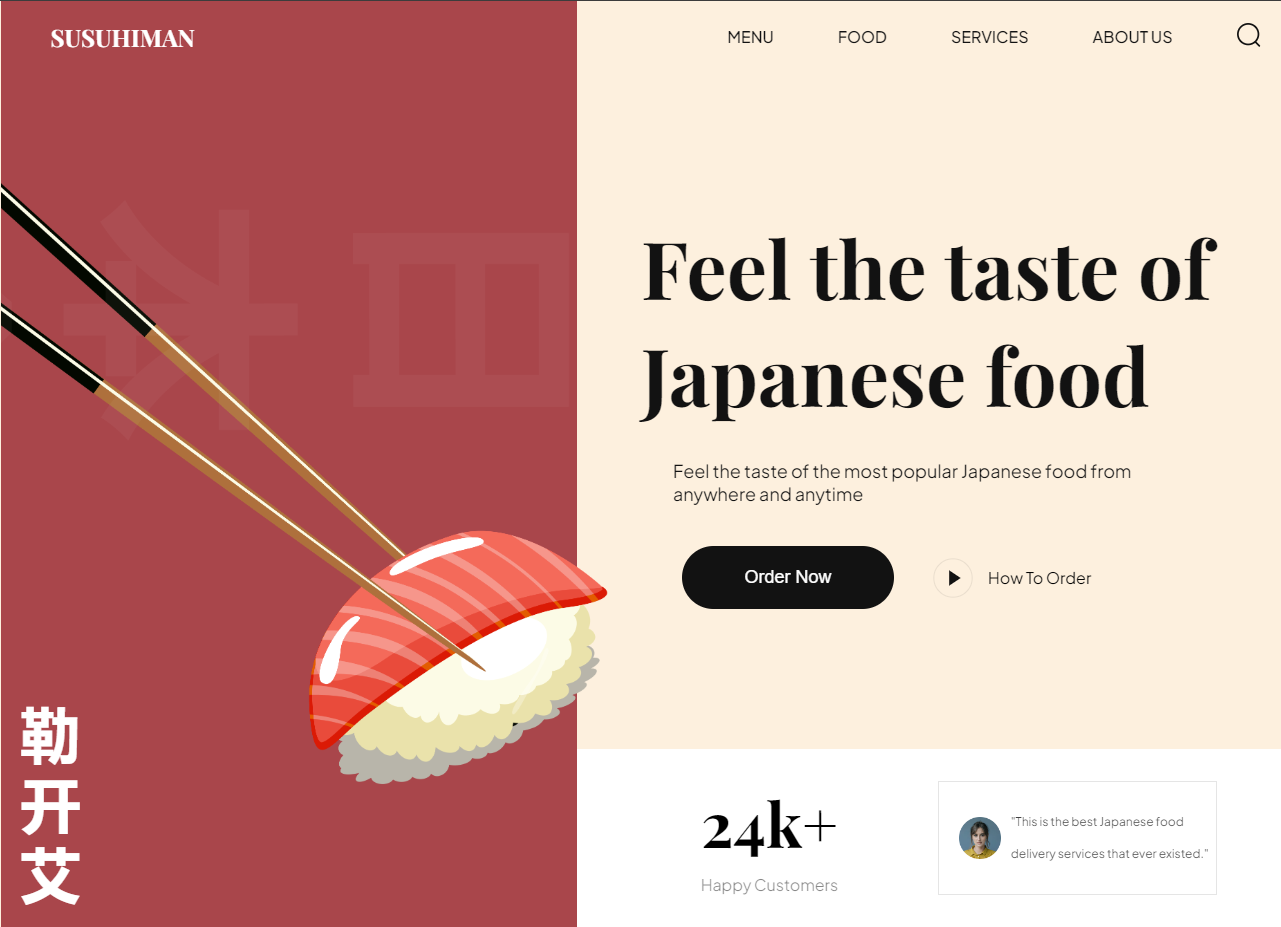 SUSUHIMAN
MENU FOOD SERVICES ABOUT US
Feel the taste of
Japanese food
Feel the taste of the most popular Japanese food from
anywhere and anytime
Order Now
How To Order
勒
开
艾
24k+
Happy Customers
"This is the best Japanese food
delivery services that ever existed."